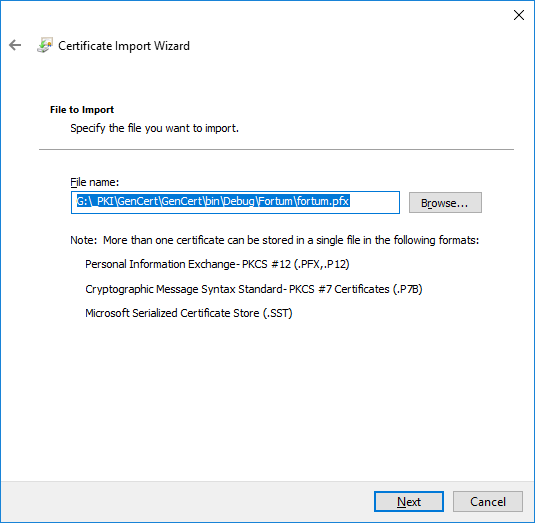 Certificate Import Wizard
File to Import
Specify the file you want to import.
File name:
G:\_PKI\GenCert\GenCert\bin\Debug\Fortum\fortum.pfx
Browse...
Note: More than one certificate can be stored in a single file in the following formats:
Personal Information Exchange- PKCS #12 (.PFX,.P12)
Cryptographic Message Syntax Standard- PKCS #7 Certificates (.P7B)
Microsoft Serialized Certificate Store (.SST)
Next
Cancel